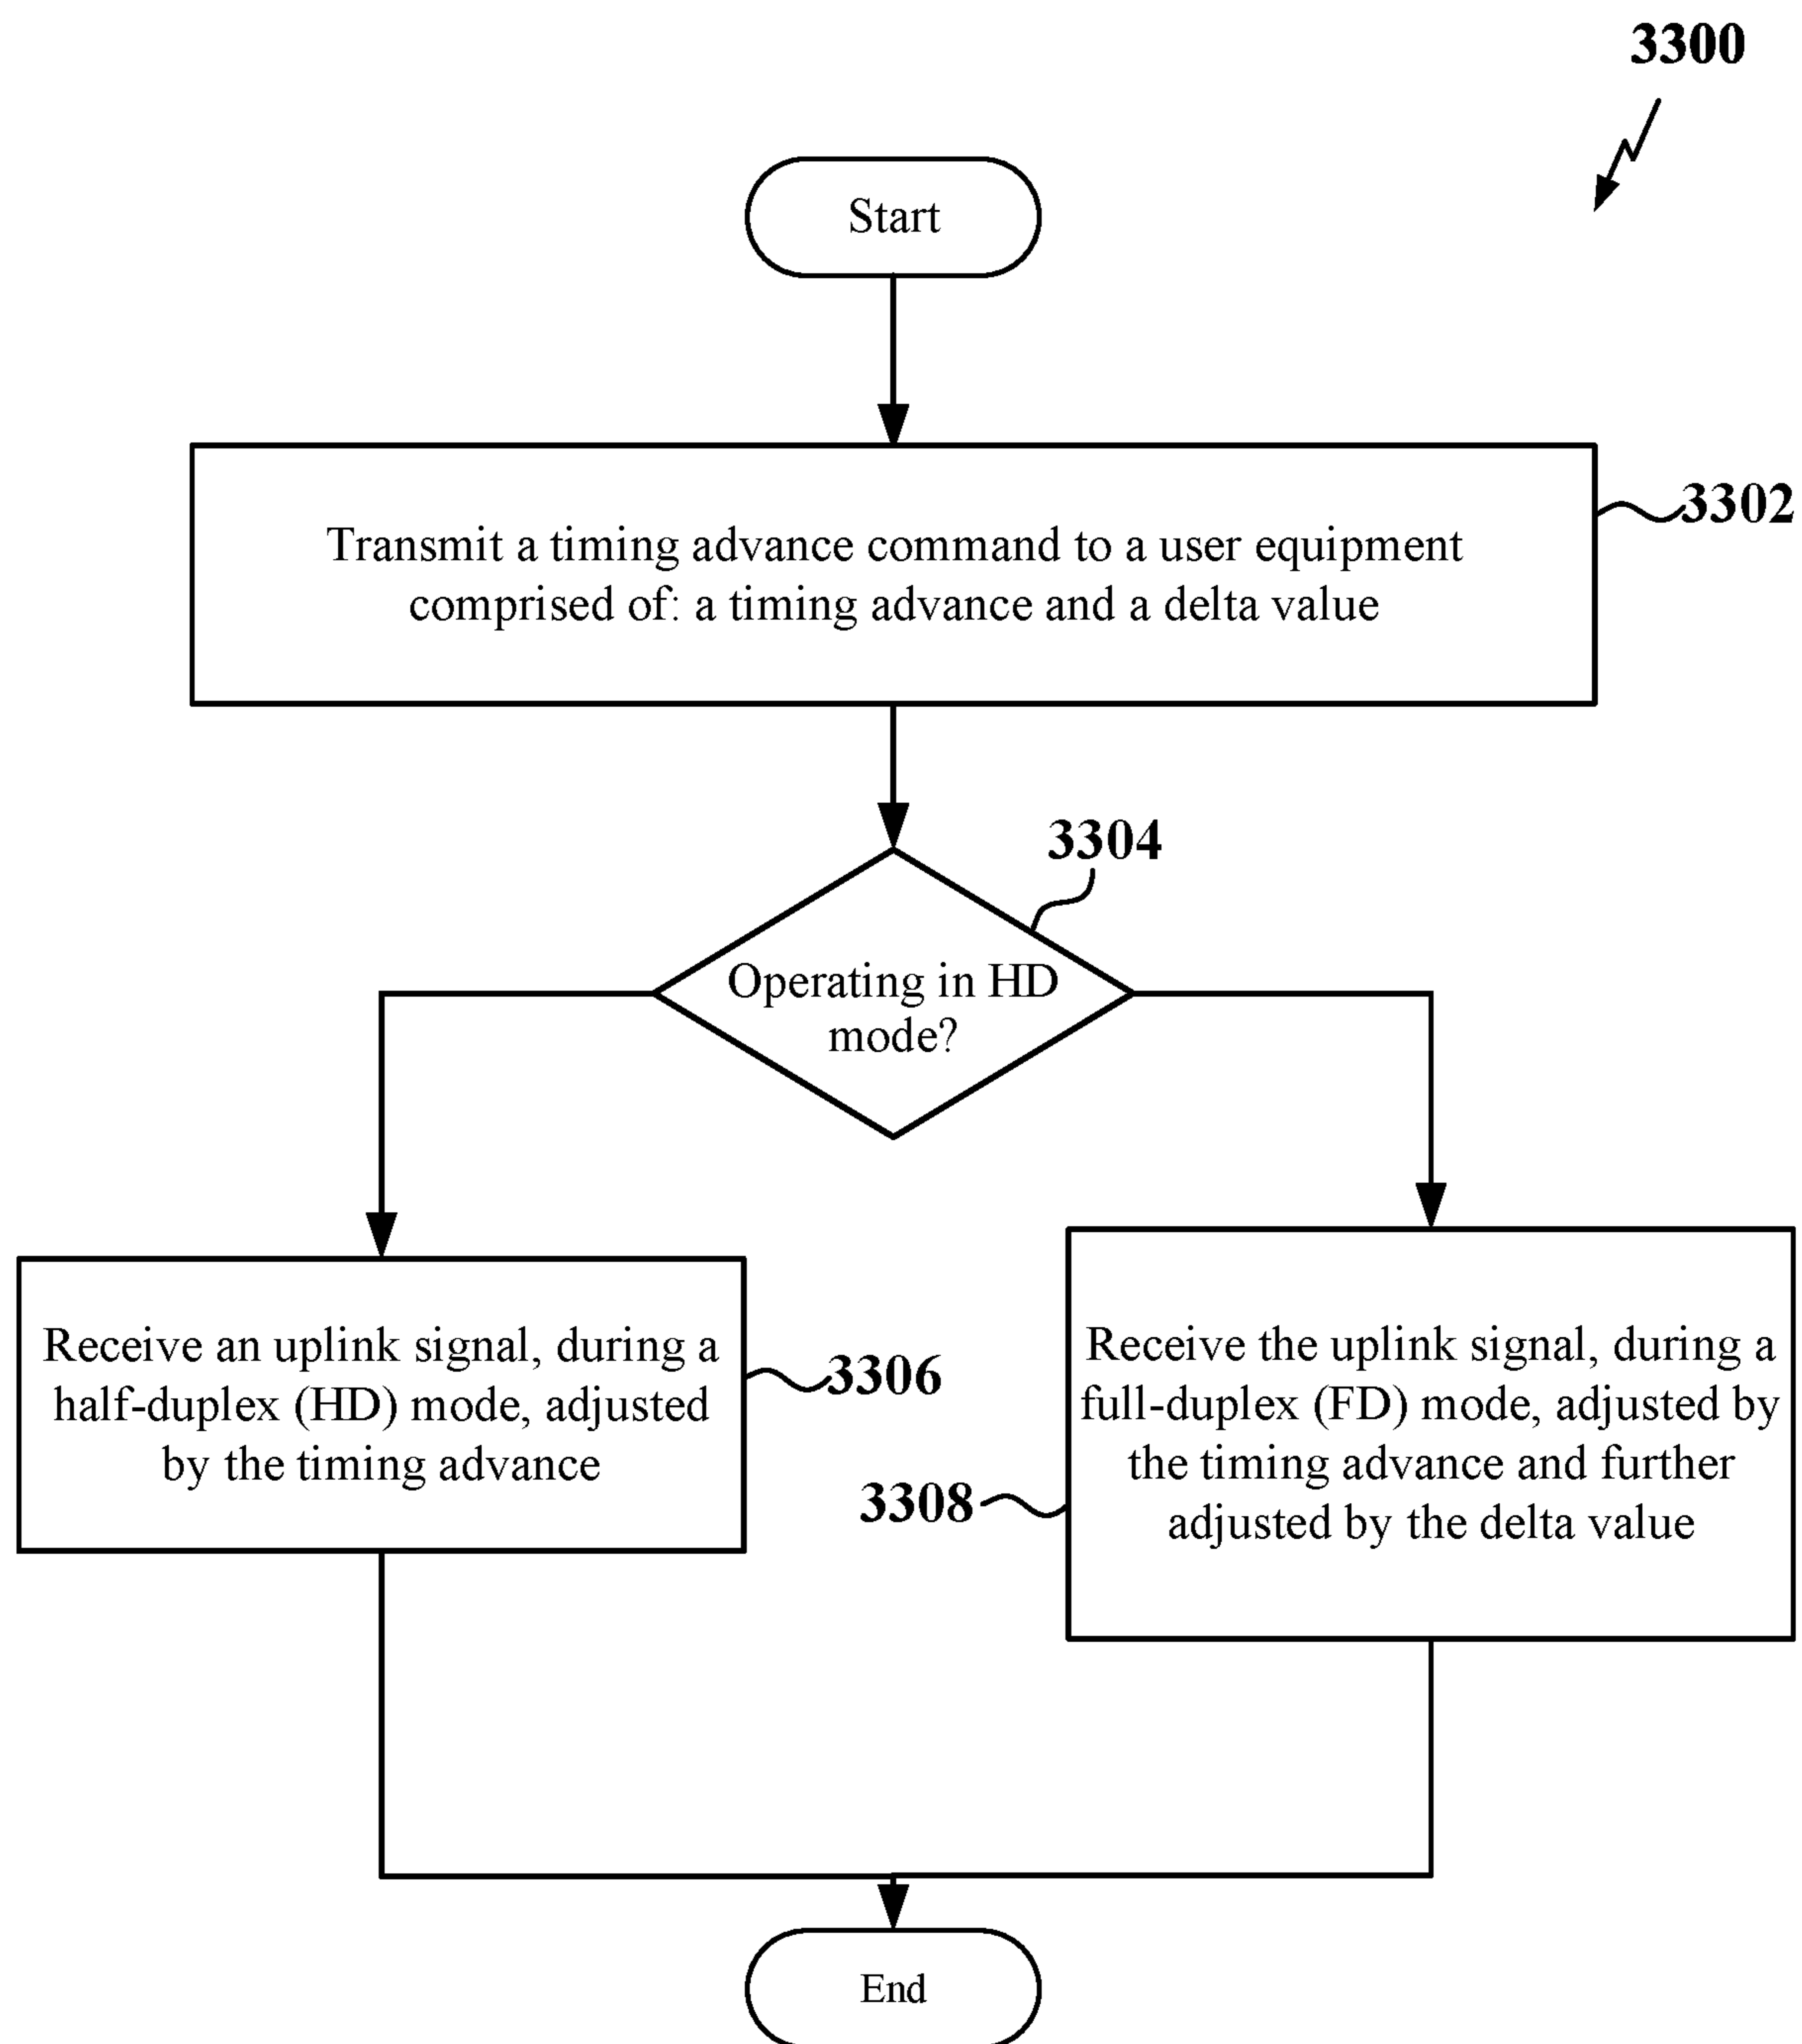 3300
Start
Transmit a timing advance command to a user equipment
comprised of: a timing advance and a delta value
3302
3304
Operating in HD
mode?
Receive an uplink signal, during a
half-duplex (HD) mode, adjusted
by the timing advance
3306
Receive the uplink signal, during a
full-duplex (FD) mode, adjusted by
the timing advance and further
adjusted by the delta value
3308
End